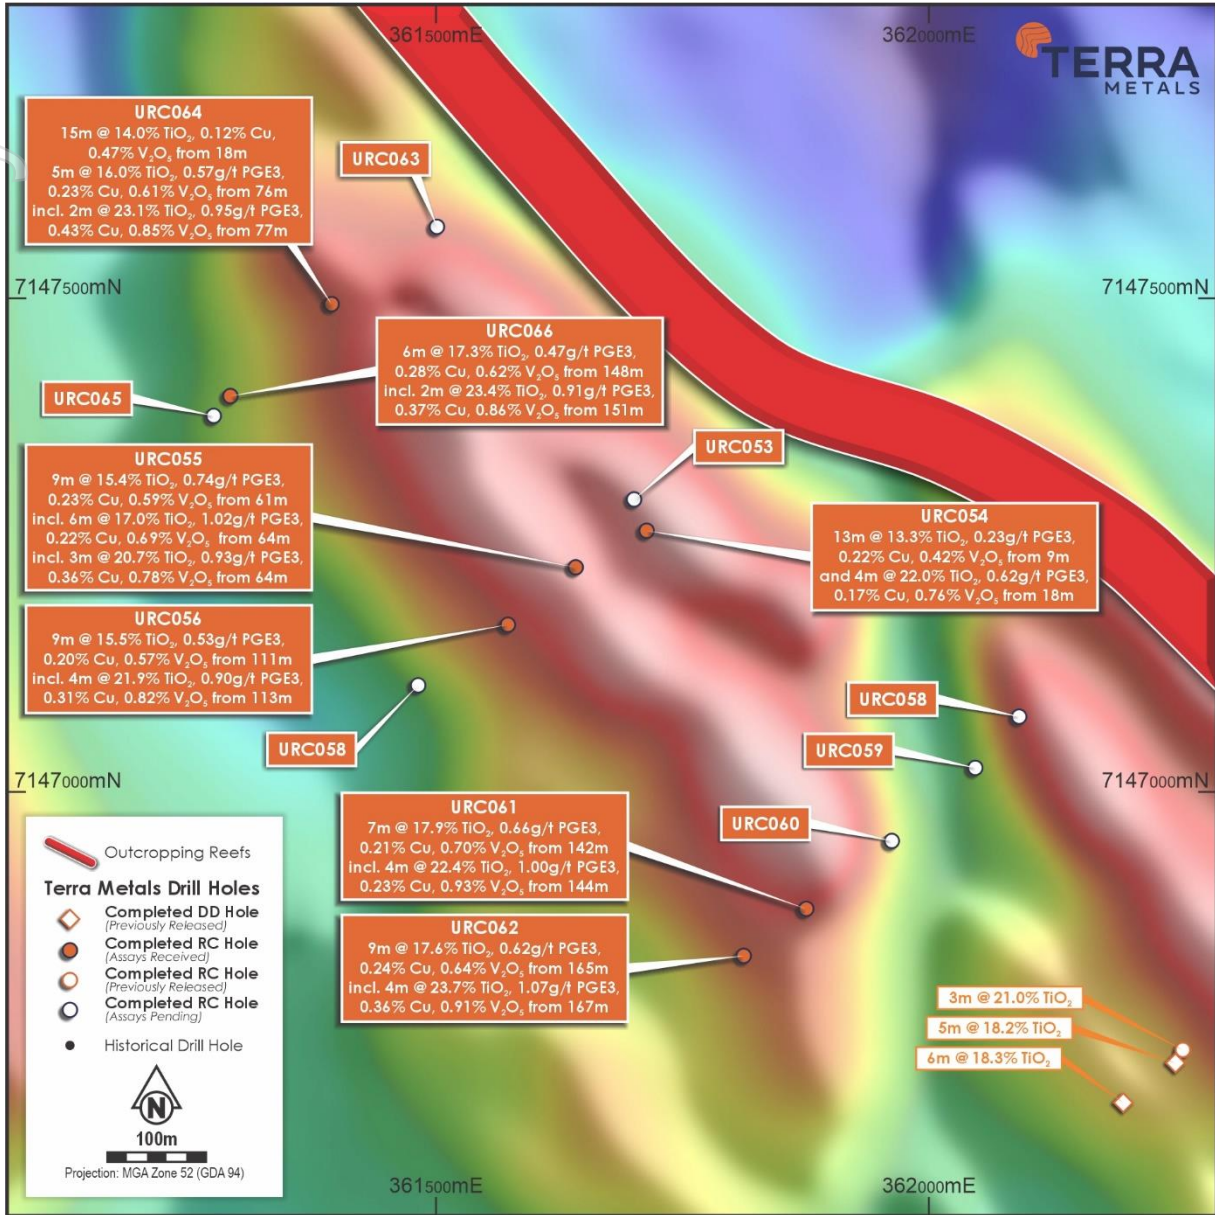 361500mE
362000mE
TERRA
METALS
URC064
15m @ 14.0% TiO₂, 0.12% Cu,
0.47% V₂O₅ from 18m
5m @ 16.0% TiO₂, 0.57g/t PGE3,
0.23% Cu, 0.61% V₂O₅ from 76m
incl. 2m @ 23.1% TiO₂, 0.95g/t PGE3,
0.43% Cu, 0.85% V₂O₅ from 77m
URC063
7147500mN
7147500mN
URC066
6m @ 17.3% TiO₂, 0.47g/t PGE3,
0.28% Cu, 0.62% V₂O₅ from 148m
incl. 2m @ 23.4% TiO₂, 0.91g/t PGE3,
0.37% Cu, 0.86% V₂O₅ from 151m
URC065
URC053
URC055
9m @ 15.4% TiO₂, 0.74g/t PGE3,
0.23% Cu, 0.59% V₂O₅ from 61m
incl. 6m @ 17.0% TiO₂, 1.02g/t PGE3,
0.22% Cu, 0.69% V₂O₅ from 64m
incl. 3m @ 20.7% TiO₂, 0.93g/t PGE3,
0.36% Cu, 0.78% V₂O₅ from 64m
URC054
13m @ 13.3% TiO₂, 0.23g/t PGE3,
0.22% Cu, 0.42% V₂O₅ from 9m
and 4m @ 22.0% TiO₂, 0.62g/t PGE3,
0.17% Cu, 0.76% V₂O₅ from 18m
URC056
9m @ 15.5% TiO₂, 0.53g/t PGE3,
0.20% Cu, 0.57% V₂O₅ from 111m
incl. 4m @ 21.9% TiO₂, 0.90g/t PGE3,
0.31% Cu, 0.82% V₂O₅ from 113m
URC058
URC058
URC059
7147000mN
7147000mN
URC061
7m @ 17.9% TiO₂, 0.66g/t PGE3,
0.21% Cu, 0.70% V₂O₅ from 142m
incl. 4m @ 22.4% TiO₂, 1.00g/t PGE3,
0.23% Cu, 0.93% V₂O₅ from 144m
URC060
URC062
9m @ 17.6% TiO₂, 0.62g/t PGE3,
0.24% Cu, 0.64% V₂O₅ from 165m
incl. 4m @ 23.7% TiO₂, 1.07g/t PGE3,
0.36% Cu, 0.91% V₂O₅ from 167m
3m @ 21.0% TiO₂
5m @ 18.2% TiO₂
6m @ 18.3% TiO₂
Outcropping Reefs
Terra Metals Drill Holes
Completed DD Hole
(Previously Released)
Completed RC Hole
(Assays Received)
Completed RC Hole
(Previously Released)
Completed RC Hole
(Assays Pending)
Historical Drill Hole
N
100m
Projection: MGA Zone 52 (GDA 94)
361500mE
362000mE